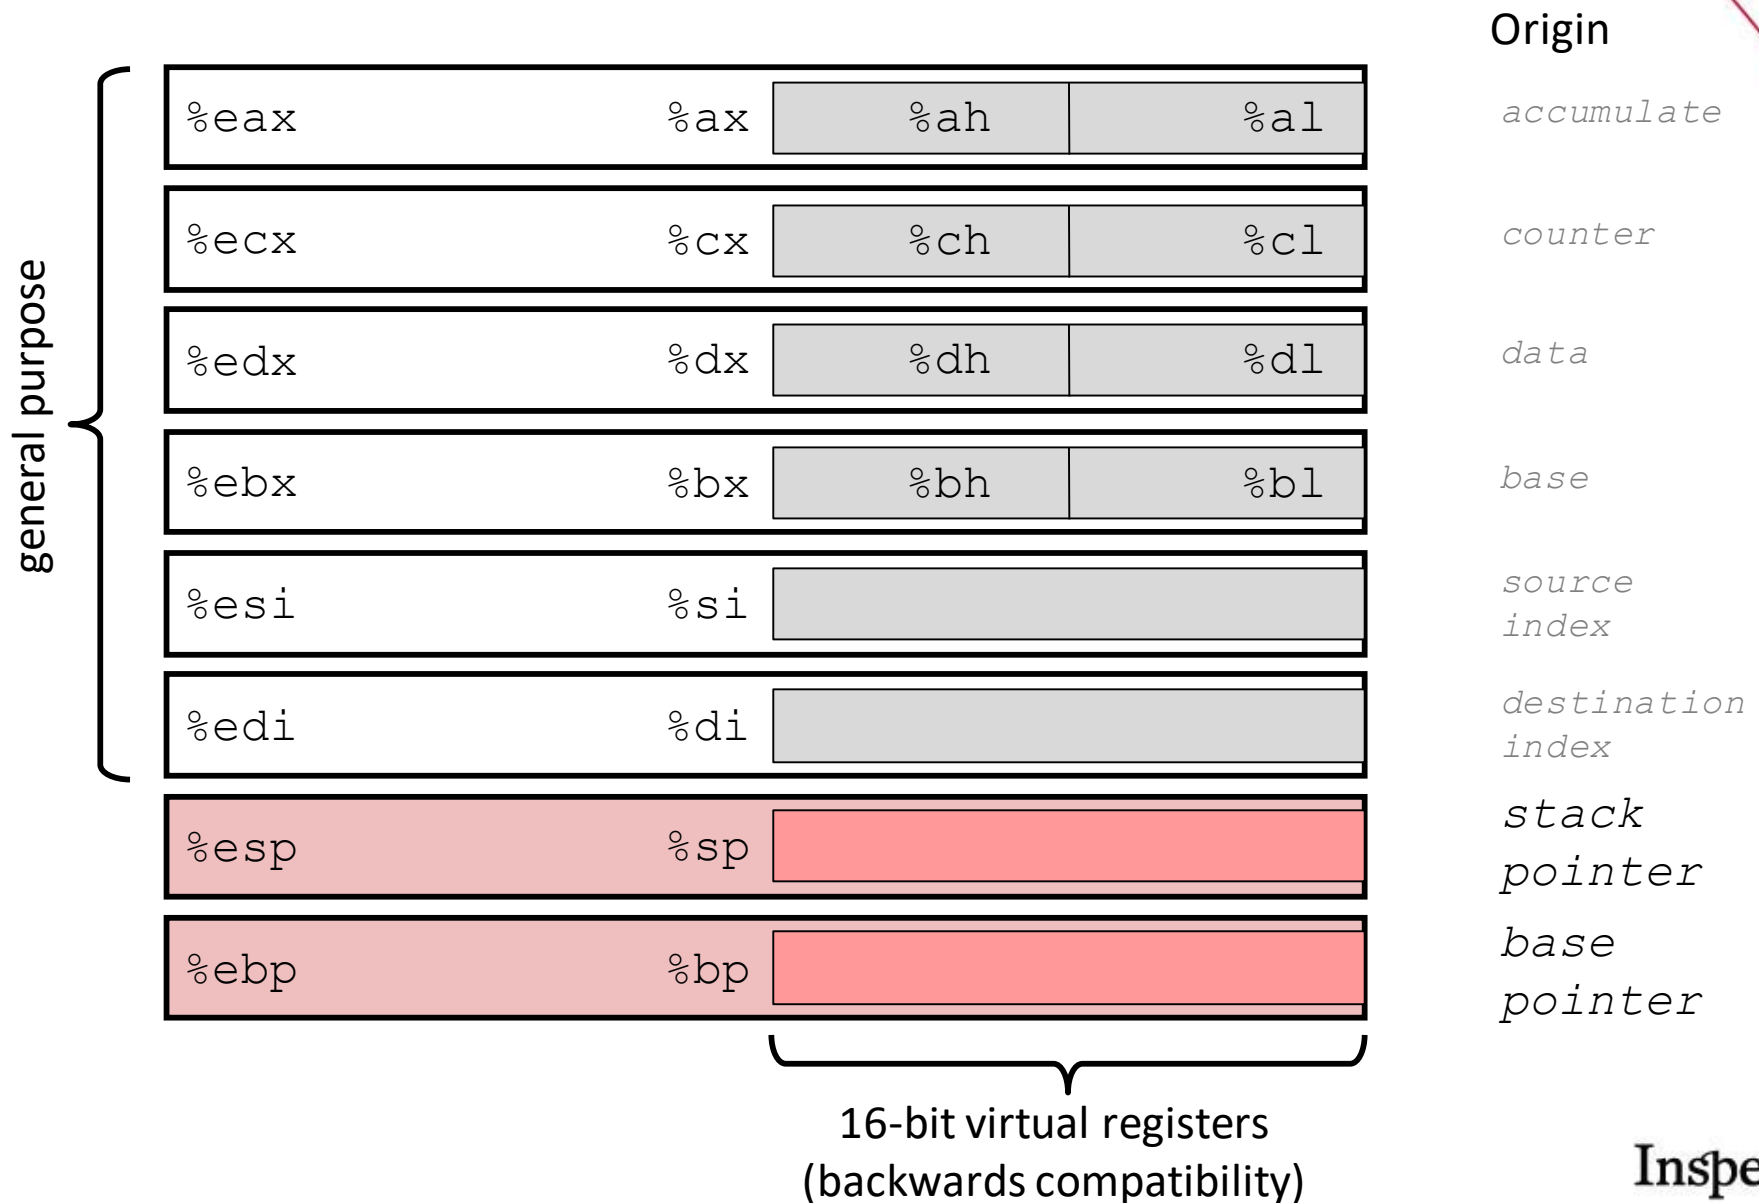 Origin
general purpose
%eax %ax %ah %al accumulate
%ecx %cx %ch %cl counter
%edx %dx %dh %dl data
%ebx %bx %bh %bl base
%esi %si source
index
%edi %di destination
index
%esp %sp stack
pointer
%ebp %bp base
pointer
16-bit virtual registers
(backwards compatibility)
Inspe